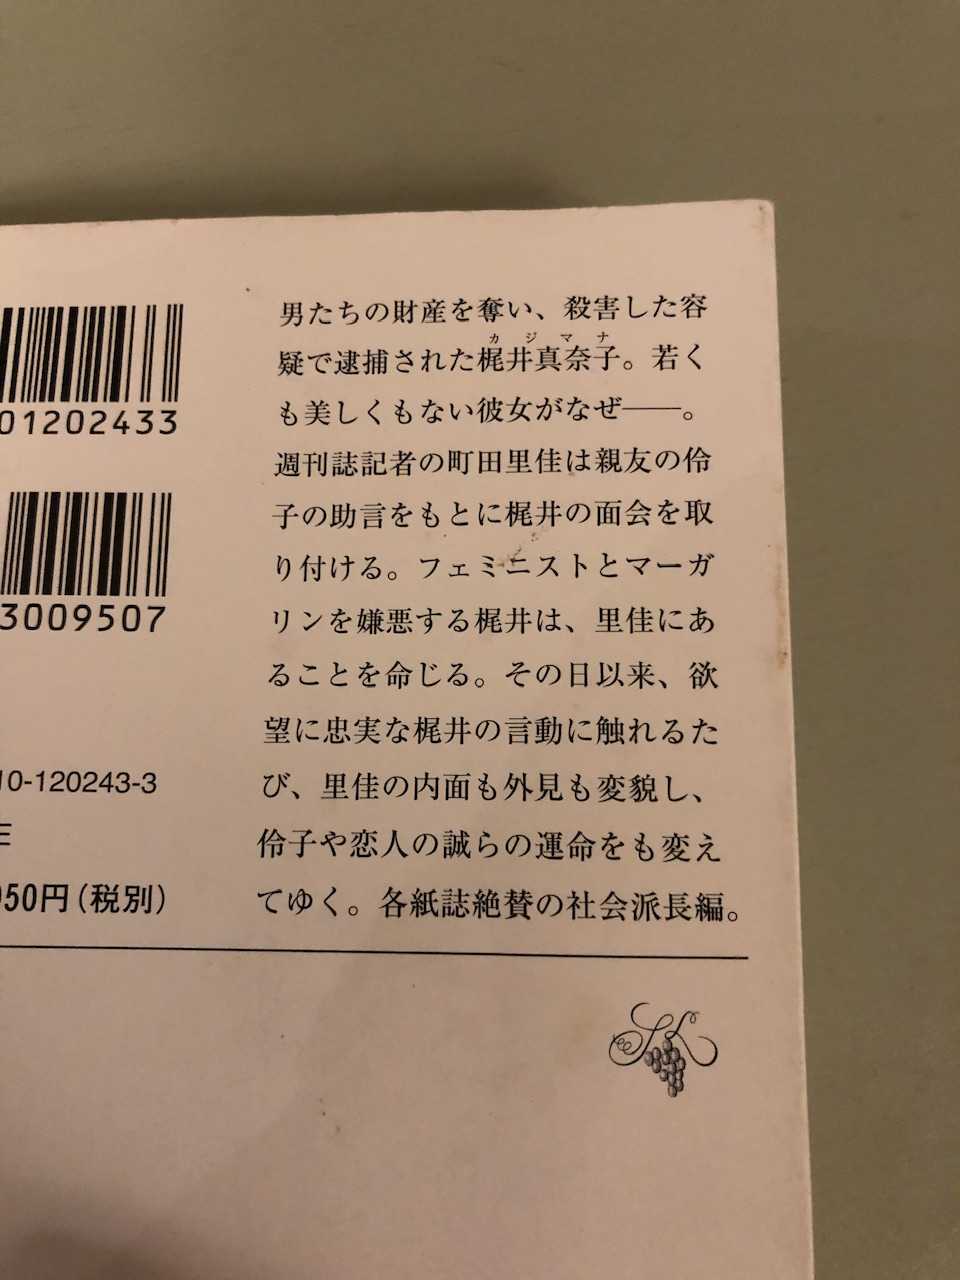 男たちの財産を奪い、殺害した容
カジマナ
疑で逮捕された梶井真奈子。若く
も美しくもない彼女がなぜ――。
週刊誌記者の町田里佳は親友の伶
子の助言をもとに梶井の面会を取
り付ける。フェミニストとマーガ
リンを嫌悪する梶井は、里佳にあ
ることを命じる。その日以来、欲
望に忠実な梶井の言動に触れるた
び、里佳の内面も外見も変貌し、
伶子や恋人の誠らの運命をも変え
てゆく。各紙誌絶賛の社会派長編。
01202433
3009507
10-120243-3
E
950円(税別)
SK